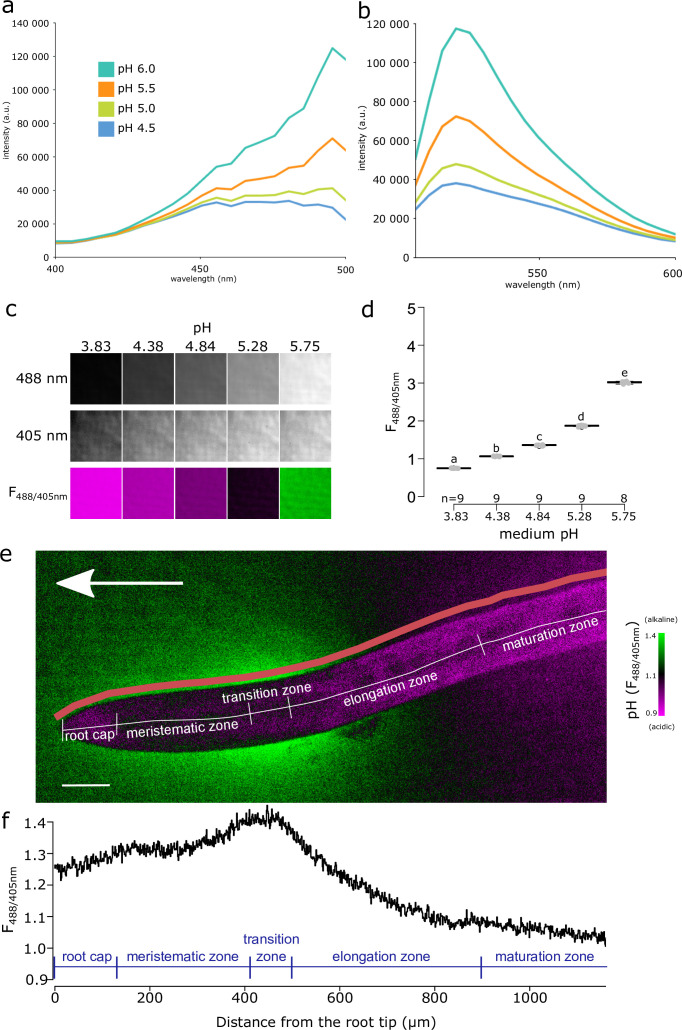 a
140 000
120 000
100 000
80 000
60 000
40 000
20 000
0
intensity (a.u.)
pH 6.0
pH 5.5
pH 5.0
pH 4.5
400
450
500
wavelength (nm)
b
120 000
100 000
80 000
60 000
40 000
20 000
0
intensity (a.u.)
550
600
wavelength (nm)
c
pH
3.83 4.38 4.84 5.28 5.75
488 nm
405 nm
F488/405nm
d
5
4
3
2
1
0
F488/405nm
a
b
c
d
e
n=9 9 9 9 8
3.83 4.38 4.84 5.28 5.75
medium pH
e
root cap
meristematic zone
transition zone
elongation zone
maturation zone
pH (F488/405nm)
(alkaline)
1.4
1.1
0.9
(acidic)
f
1.4
1.3
1.2
1.1
1.0
0.9
F488/405nm
root cap
meristematic zone
transition
zone
elongation zone
maturation zone
0 200 400 600 800 1000
Distance from the root tip (µm)